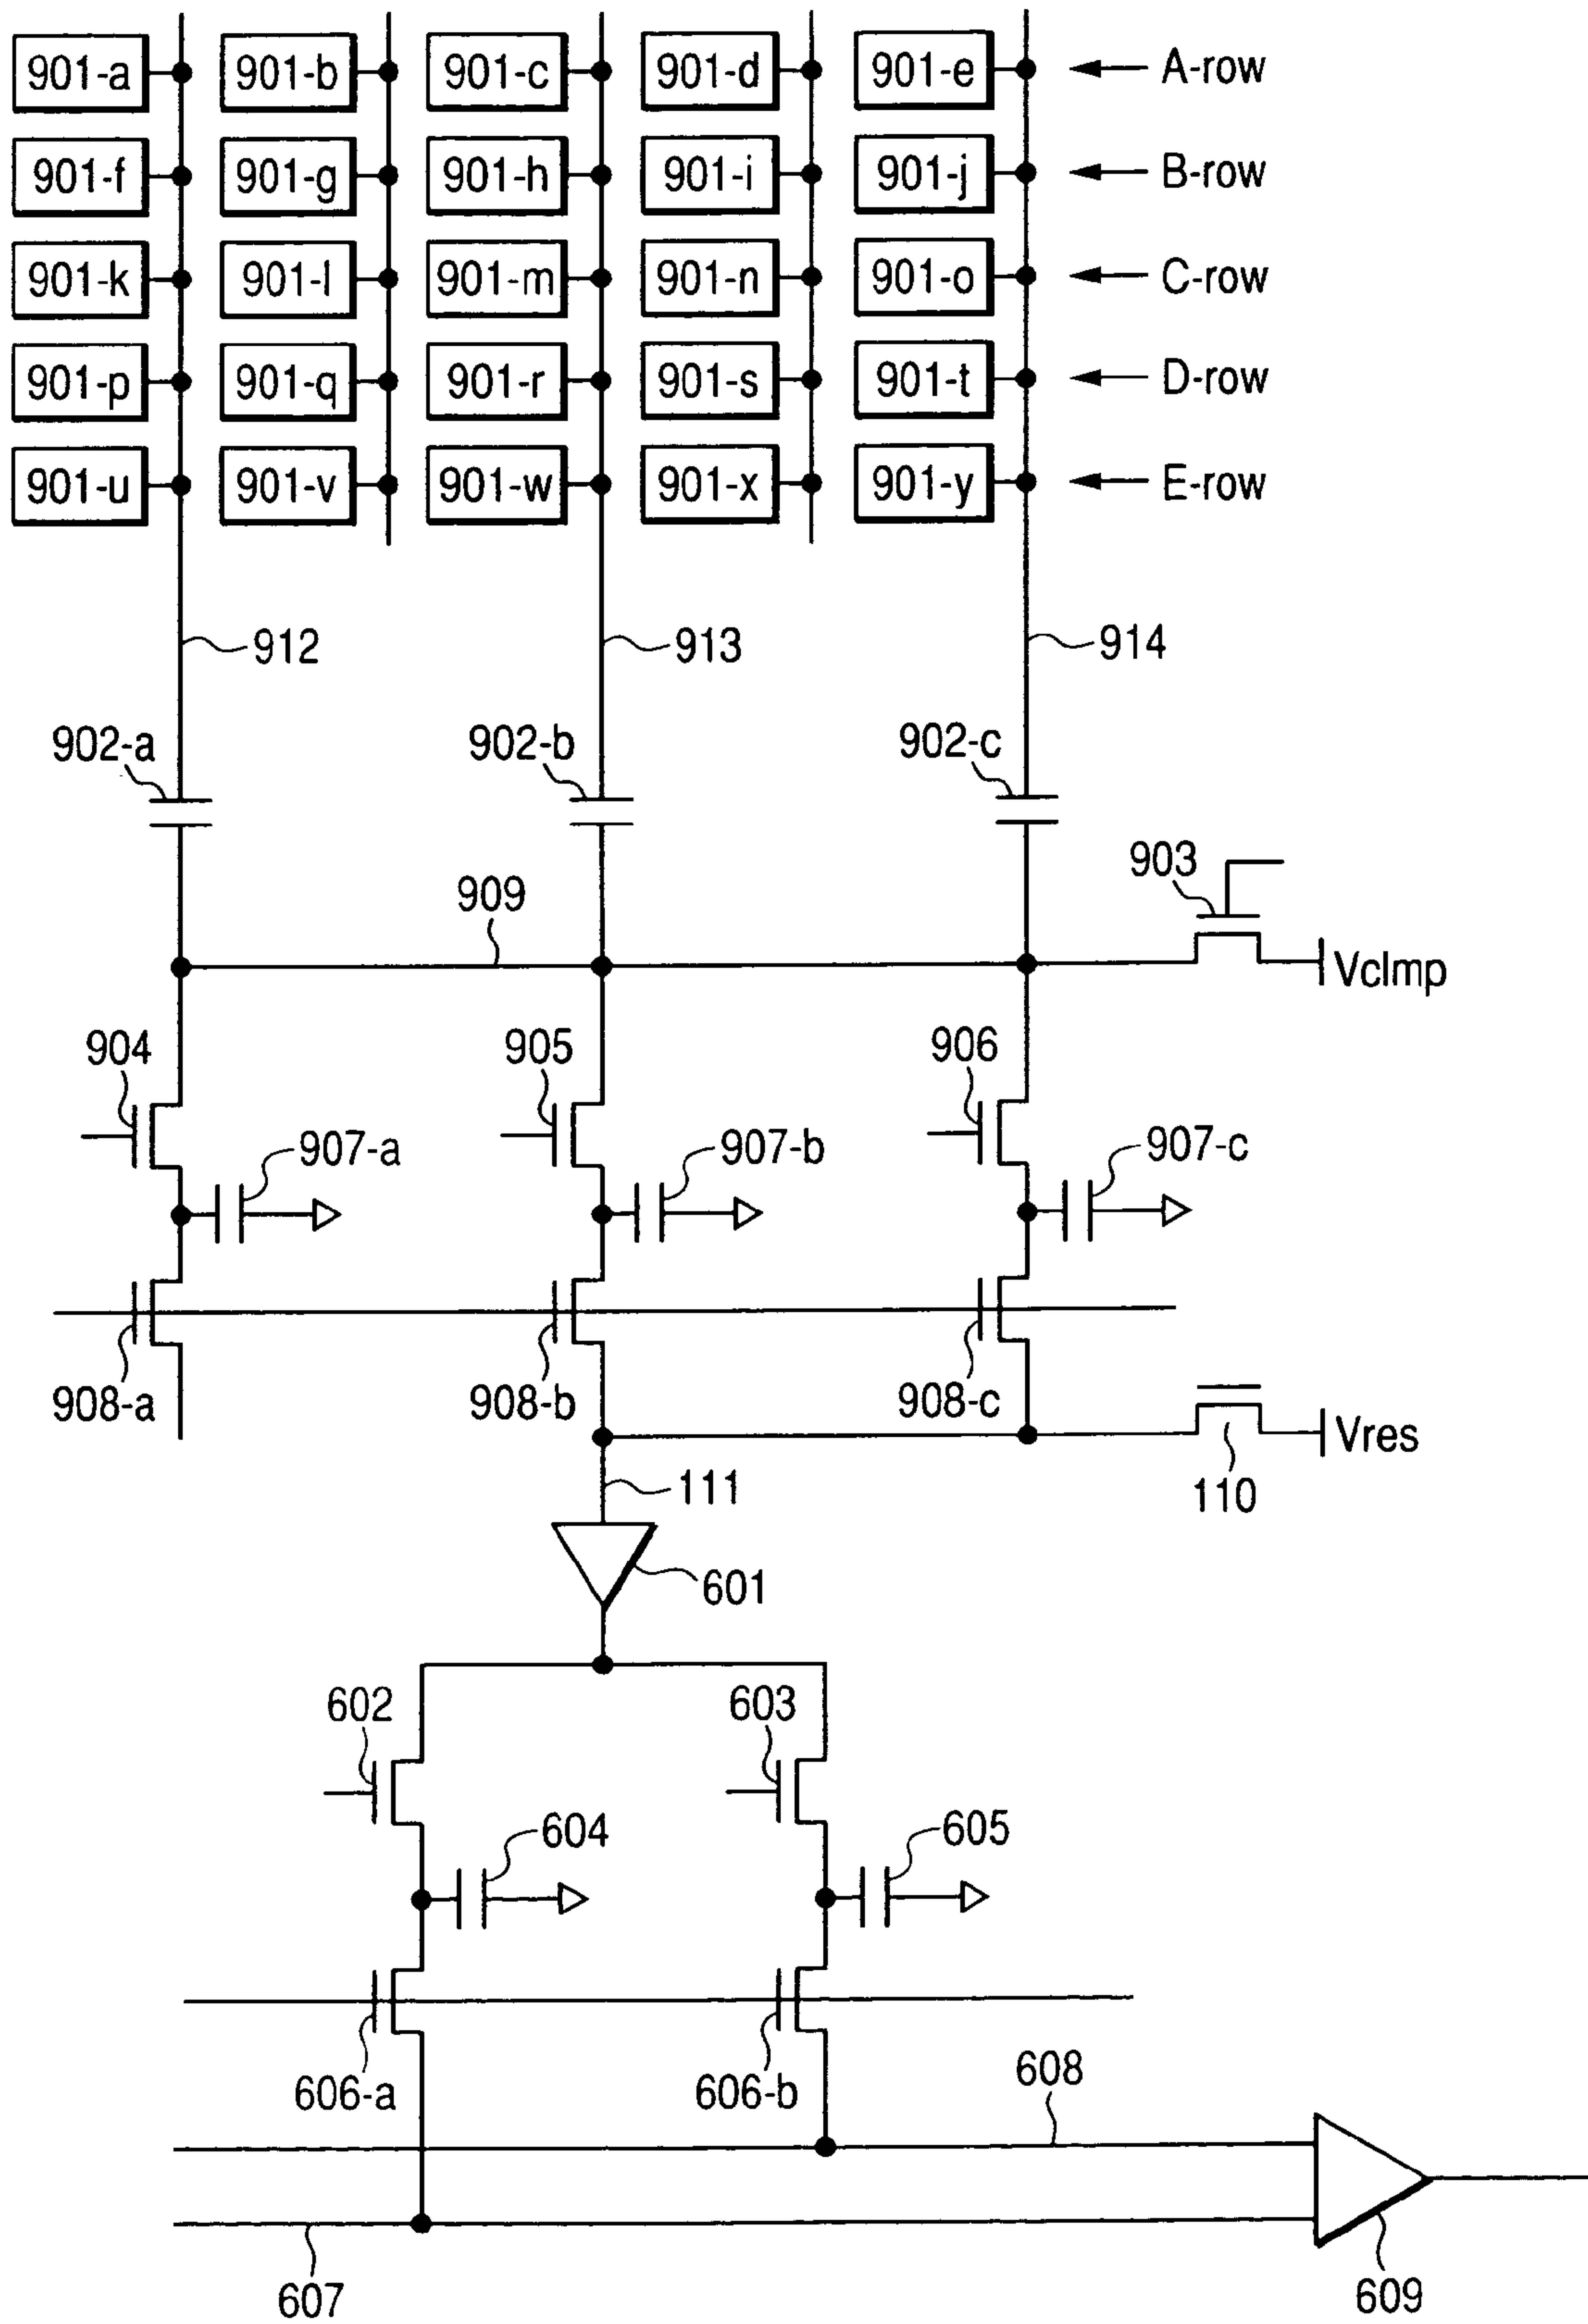 901-a 901-b 901-c 901-d 901-e A-row
901-f 901-g 901-h 901-i 901-j B-row
901-k 901-l 901-m 901-n 901-o C-row
901-p 901-q 901-r 901-s 901-t D-row
901-u 901-v 901-w 901-x 901-y E-row
912 913 914
902-a 902-b 902-c
903
909
Vclmp
904 905 906
907-a 907-b 907-c
908-a 908-b 908-c
Vres
111 110
601
602 603
604 605
606-a 606-b
608
607 609